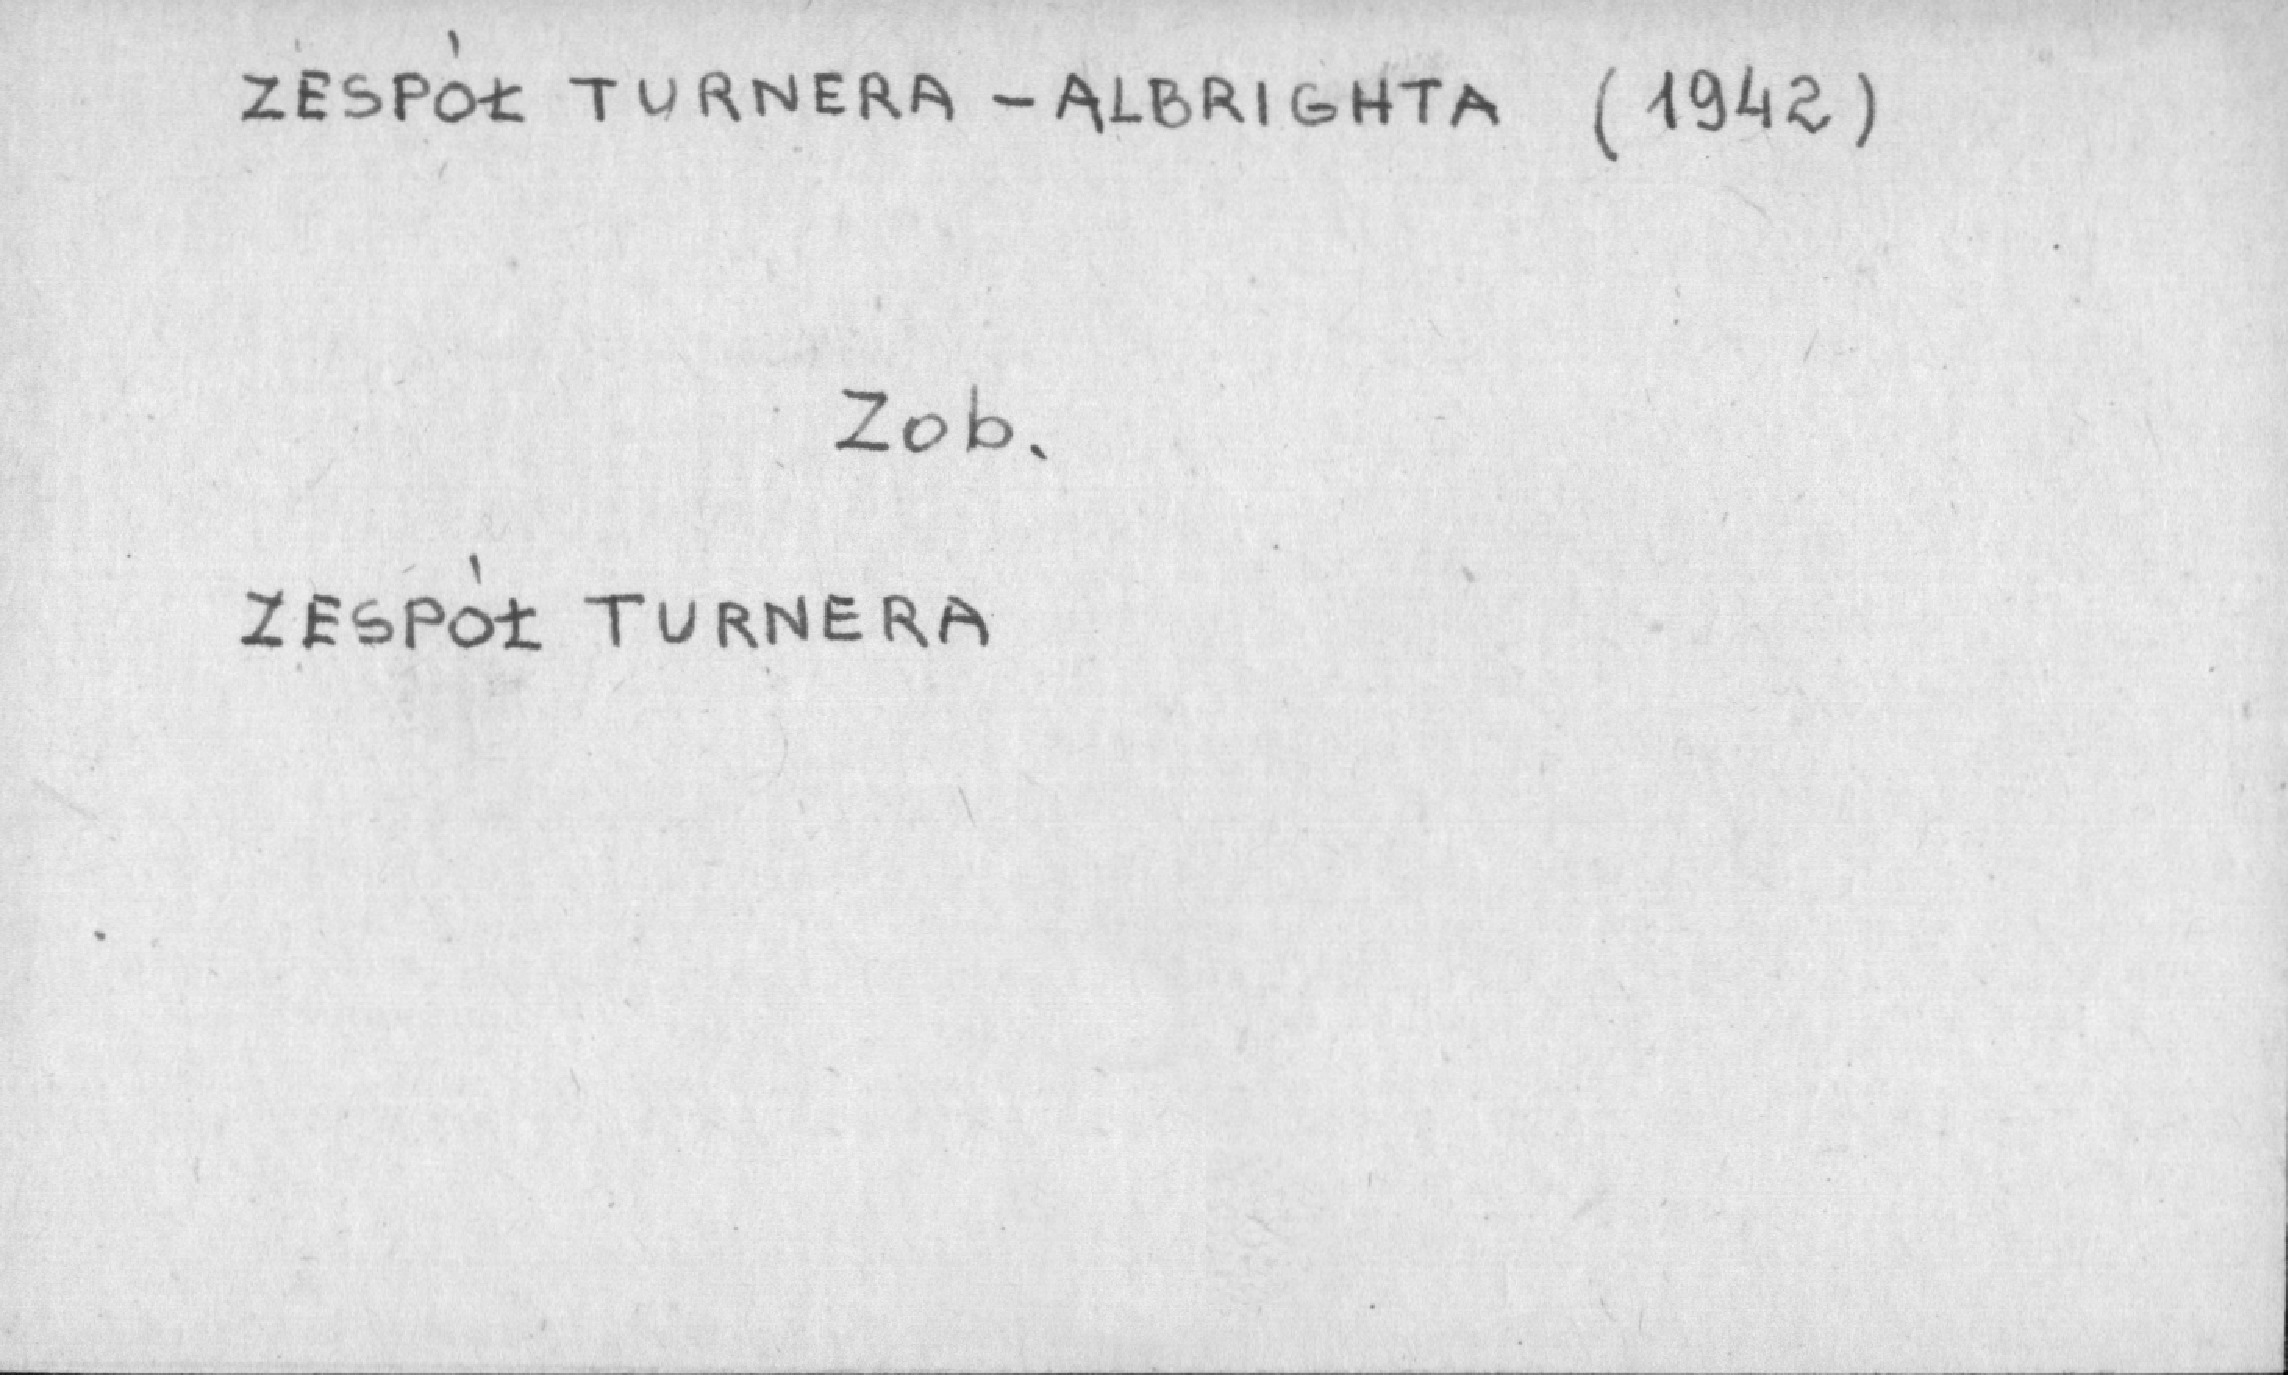 ZESPÓŁ TURNERA - ALBRIGHTA (1942)
Zob.
ZESPÓŁ TURNERA